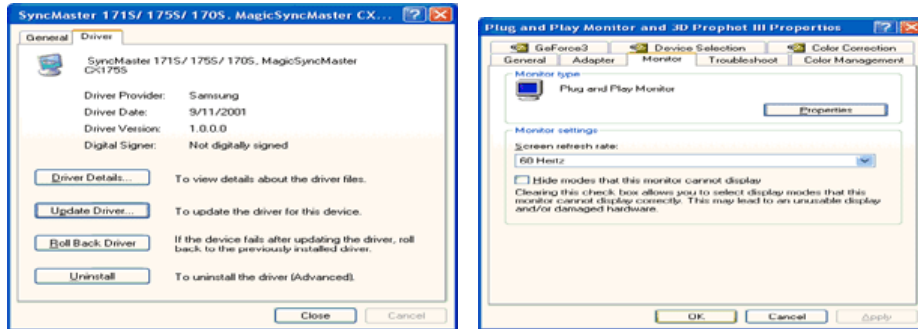 SyncMaster 171S/ 175S/ 170S, MagicSyncMaster CX...
General
Driver
SyncMaster 171S/ 175S/ 170S, MagicSyncMaster
CX175S
Driver Provider: Samsung
Driver Date: 9/11/2001
Driver Version: 1.0.0.0
Digital Signer: Not digitally signed
Driver Details... To view details about the driver files.
Update Driver... To update the driver for this device.
Roll Back Driver If the device fails after updating the driver, roll
back to the previously installed driver.
Uninstall To uninstall the driver (Advanced).
Close Cancel
Plug and Play Monitor and 3D Prophet III Properties
GeForce3 Device Selection Color Correction
General Adapter Monitor Troubleshoot Color Management
Monitor type
Plug and Play Monitor
Properties
Monitor settings
Screen refresh rate:
60 Hertz
Hide modes that this monitor cannot display
Clearing this check box allows you to select display modes that this
monitor cannot display correctly. This may lead to an unusable display
and/or damaged hardware.
OK Cancel Apply